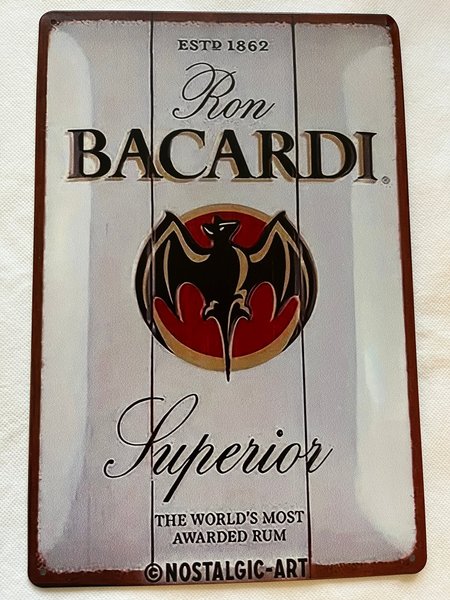 ESTD 1862
Ron
BACARDI®
Superior
THE WORLD'S MOST
AWARDED RUM
©NOSTALGIC-ART